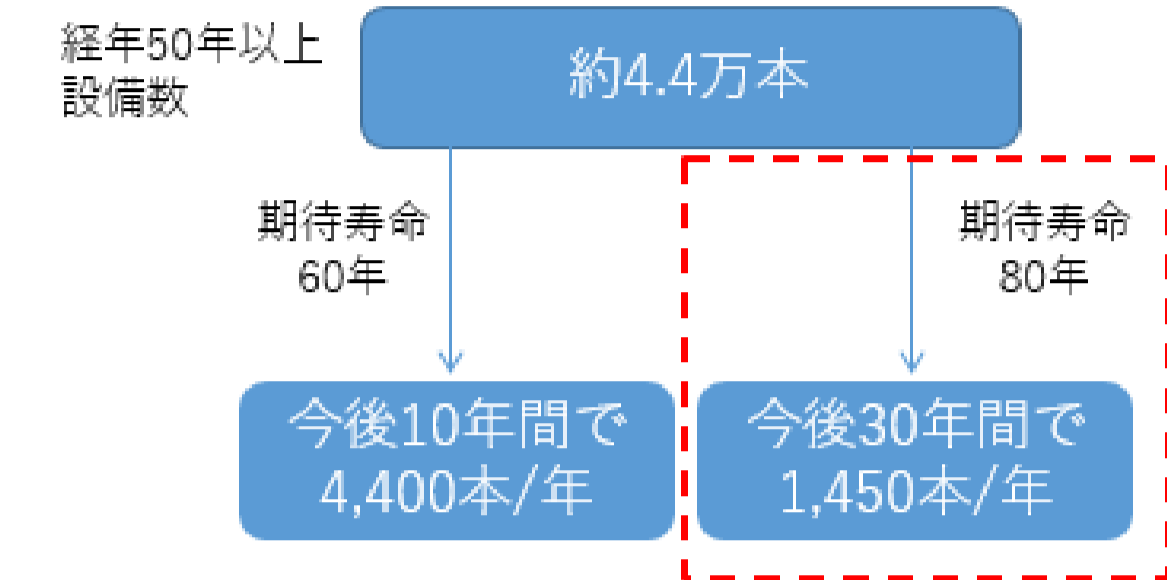 経年50年以上
設備数
約4.4万本
期待寿命
60年
期待寿命
80年
今後10年間で
4,400本/年
今後30年間で
1,450本/年